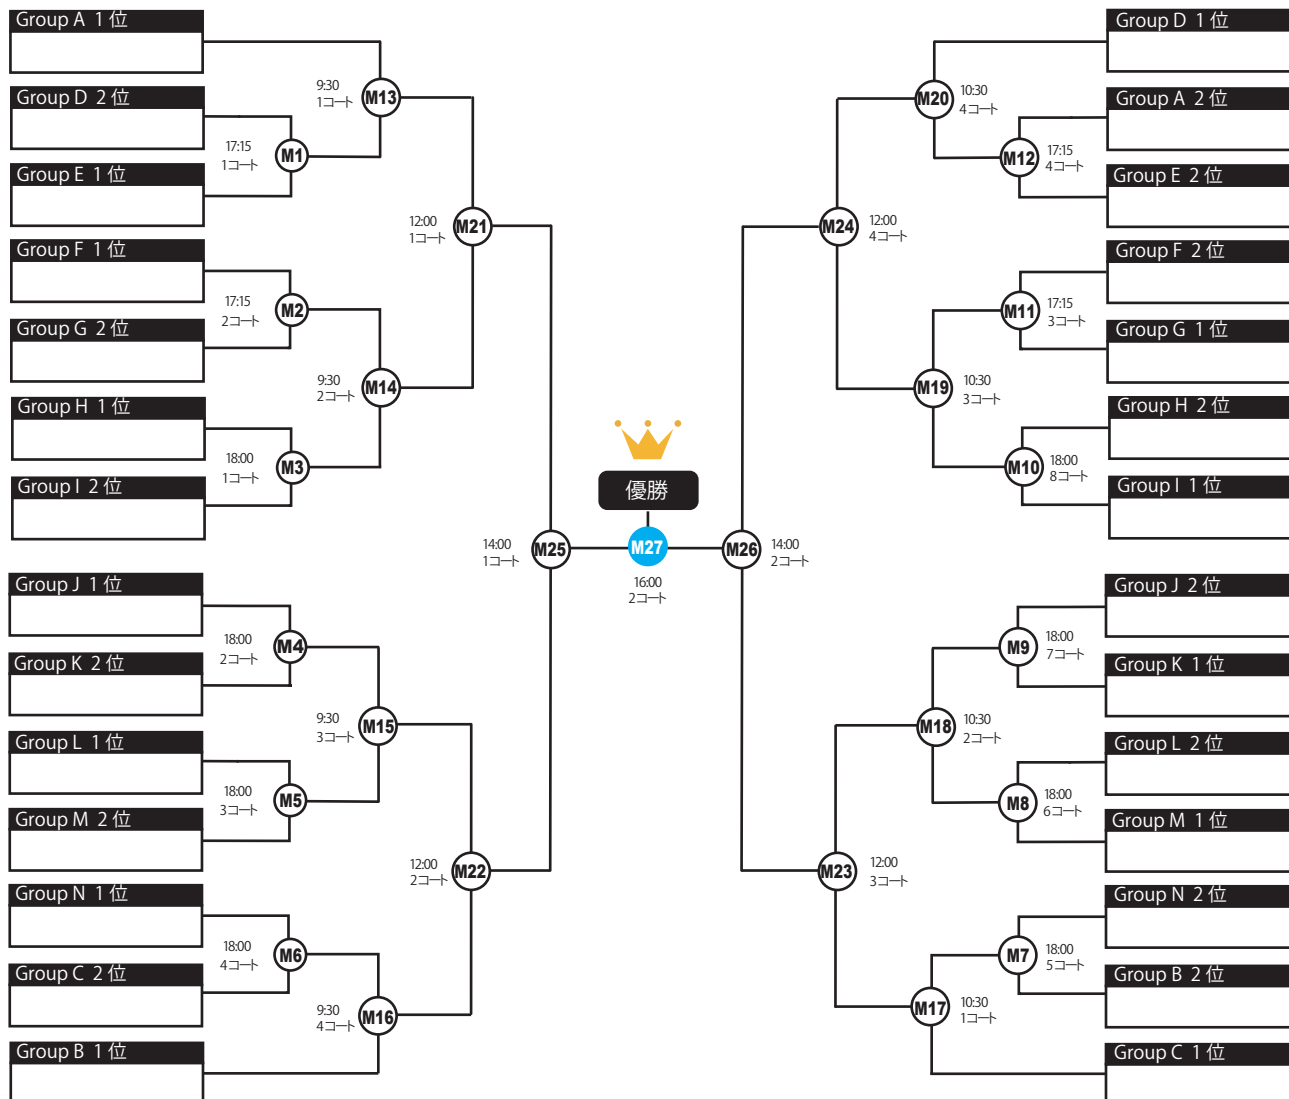 Group A 1 位
Group D 2 位
Group E 1 位
Group F 1 位
Group G 2 位
Group H 1 位
Group I 2 位
Group J 1 位
Group K 2 位
Group L 1 位
Group M 2 位
Group N 1 位
Group C 2 位
Group B 1 位
17:15
1コート
M1
17:15
2コート
M2
18:00
1コート
M3
18:00
2コート
M4
18:00
3コート
M5
18:00
4コート
M6
9:30
1コート
M13
9:30
2コート
M14
9:30
3コート
M15
9:30
4コート
M16
12:00
1コート
M21
12:00
2コート
M22
14:00
1コート
M25
優勝
M27
16:00
2コート
M26
14:00
2コート
M24
12:00
4コート
M23
12:00
3コート
M20
10:30
4コート
M19
10:30
3コート
M18
10:30
2コート
M17
10:30
1コート
M12
17:15
4コート
M11
17:15
3コート
M10
18:00
8コート
M9
18:00
7コート
M8
18:00
6コート
M7
18:00
5コート
Group D 1 位
Group A 2 位
Group E 2 位
Group F 2 位
Group G 1 位
Group H 2 位
Group I 1 位
Group J 2 位
Group K 1 位
Group L 2 位
Group M 1 位
Group N 2 位
Group B 2 位
Group C 1 位